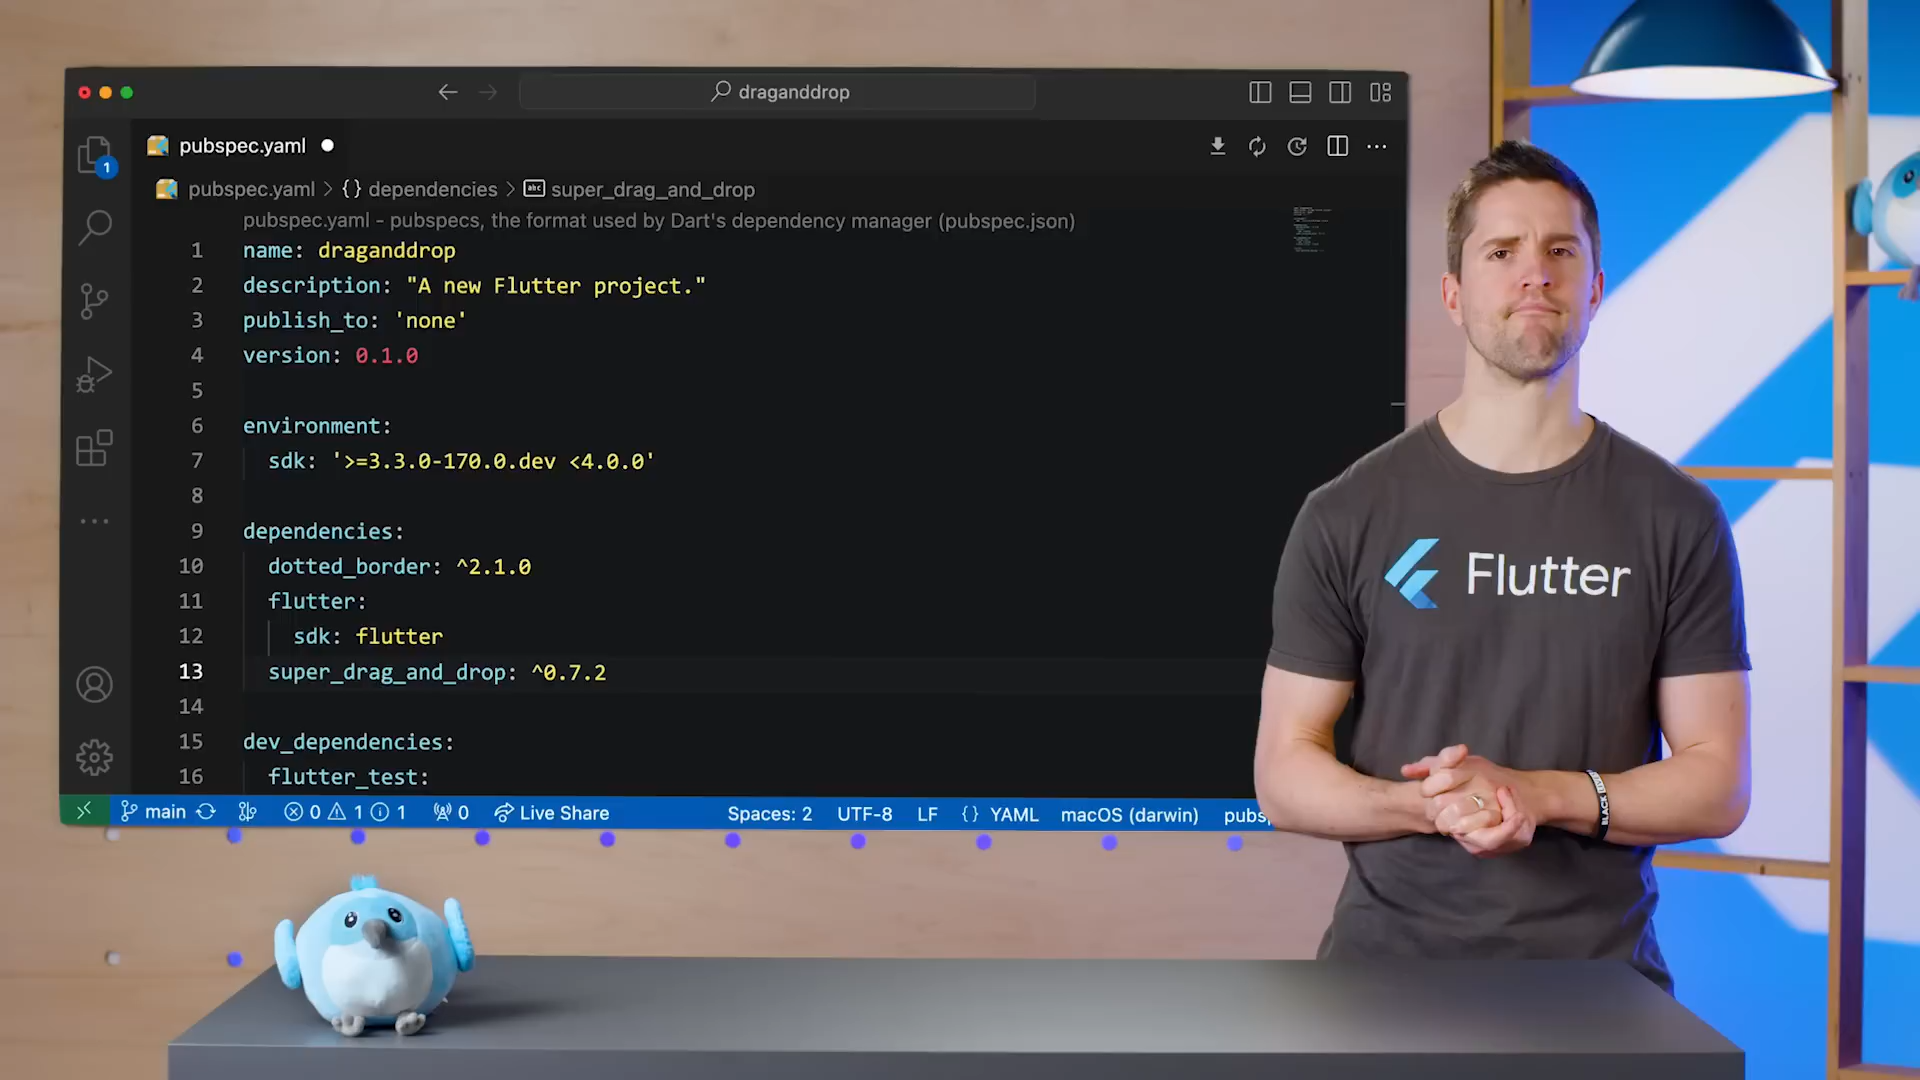 draganddrop
pubspec.yaml
1
pubspec.yaml > {} dependencies > abc super_drag_and_drop
pubspec.yaml - pubspecs, the format used by Dart's dependency manager (pubspec.json)
1 name: draganddrop
2 description: "A new Flutter project."
3 publish_to: 'none'
4 version: 0.1.0
5
6 environment:
7 sdk: '>=3.3.0-170.0.dev <4.0.0'
8
9 dependencies:
10 dotted_border: ^2.1.0
11 flutter:
12 sdk: flutter
13 super_drag_and_drop: ^0.7.2
14
15 dev_dependencies:
16 flutter_test:
main 0 1 1 0 Live Share Spaces: 2 UTF-8 LF {} YAML macOS (darwin) pubsp
Flutter
BLACK